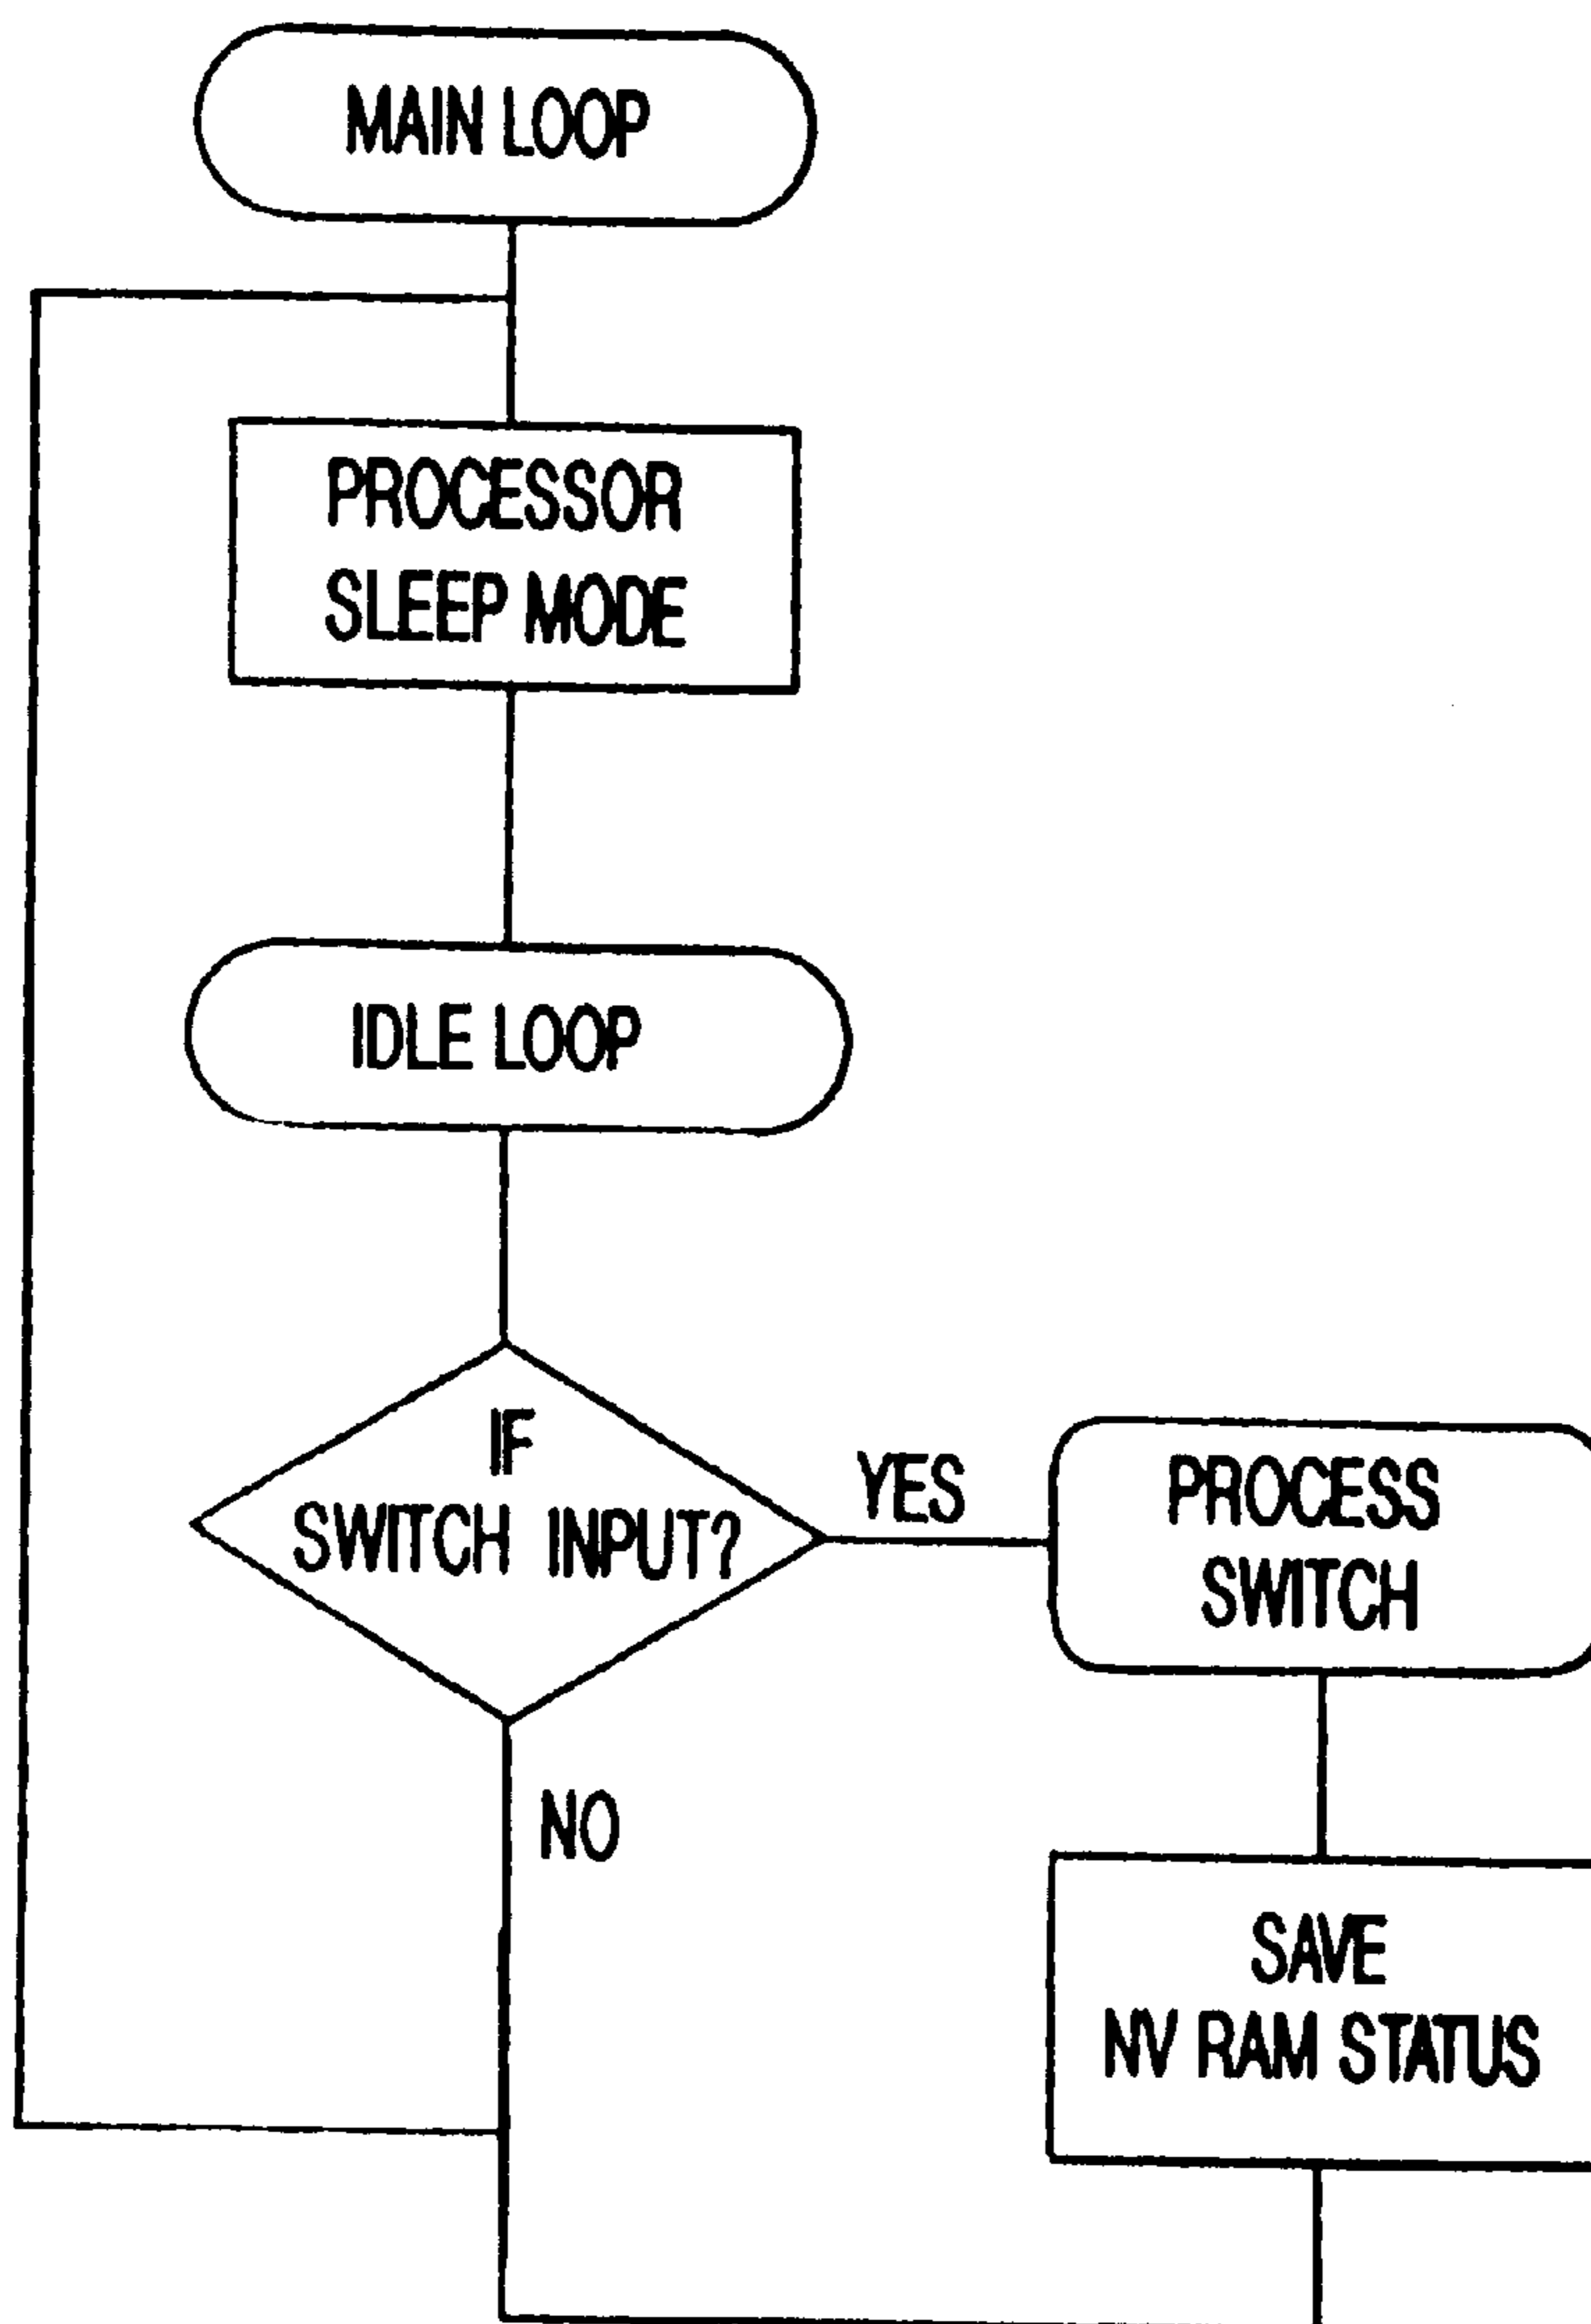 MAIN LOOP
PROCESSOR
SLEEP MODE
IDLE LOOP
IF
SWITCH INPUT?
YES
PROCESS
SWITCH
NO
SAVE
NV RAM STATUS